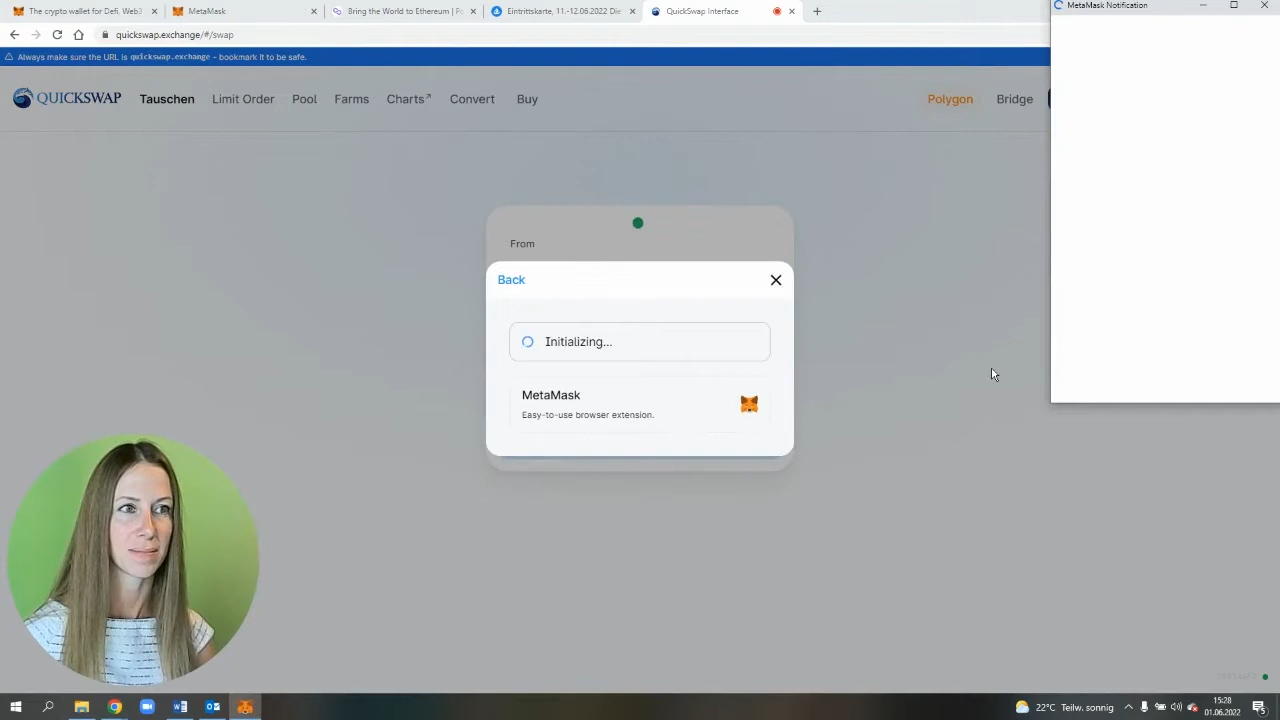 The crypto wallet for Defi, Web3
MetaMask
Bring the World to Ethereum | Po
Eintrittskarte, 11.-12.06.2022 Die
QuickSwap Interface
MetaMask Notification
quickswap.exchange/#/swap
Always make sure the URL is quickswap.exchange - bookmark it to be safe.
QUICKSWAP
Tauschen
Limit Order
Pool
Farms
Charts↗
Convert
Buy
Polygon
Bridge
From
Back
Initializing...
MetaMask
Easy-to-use browser extension.
22°C Teilw. sonnig
15:28
01.06.2022